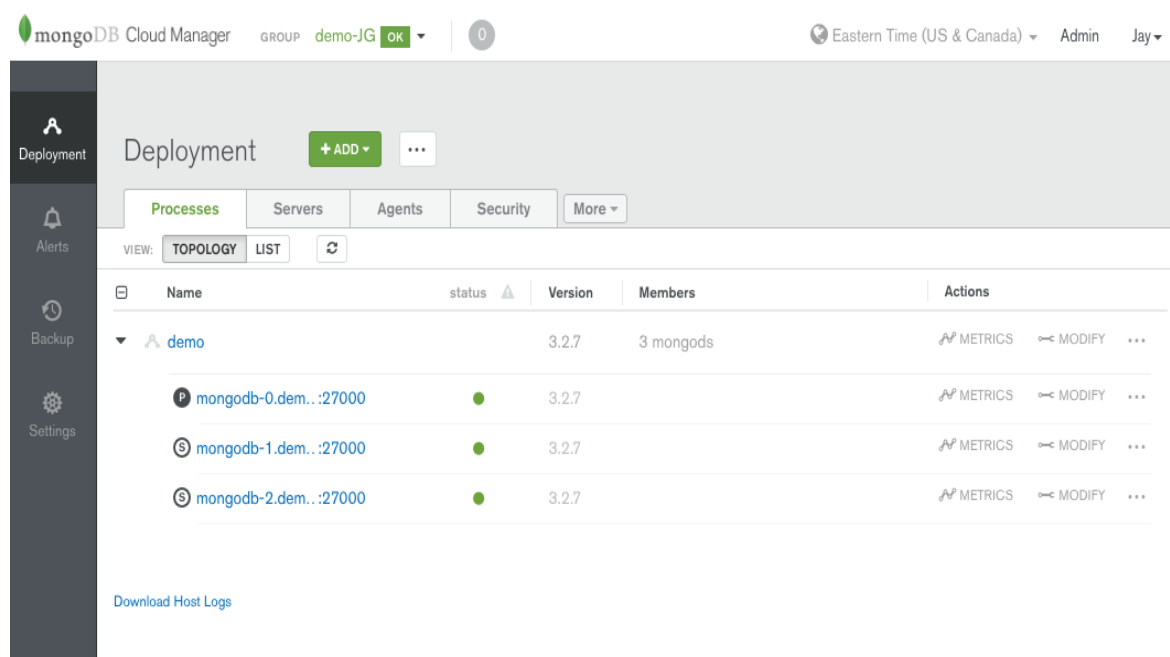 mongoDB Cloud Manager GROUP demo-JG OK 0 Eastern Time (US & Canada) Admin Jay
Deployment
Alerts
Backup
Settings
Deployment + ADD ...
Processes Servers Agents Security More
VIEW: TOPOLOGY LIST
Name status Version Members Actions
demo 3.2.7 3 mongods METRICS MODIFY ...
P mongodb-0.dem...:27000 3.2.7 METRICS MODIFY ...
S mongodb-1.dem...:27000 3.2.7 METRICS MODIFY ...
S mongodb-2.dem...:27000 3.2.7 METRICS MODIFY ...
Download Host Logs